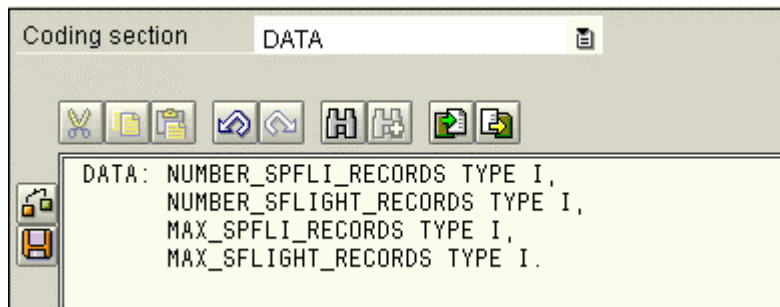 Coding section DATA
DATA: NUMBER_SPFLI_RECORDS TYPE I,
NUMBER_SFLIGHT_RECORDS TYPE I,
MAX_SPFLI_RECORDS TYPE I,
MAX_SFLIGHT_RECORDS TYPE I.